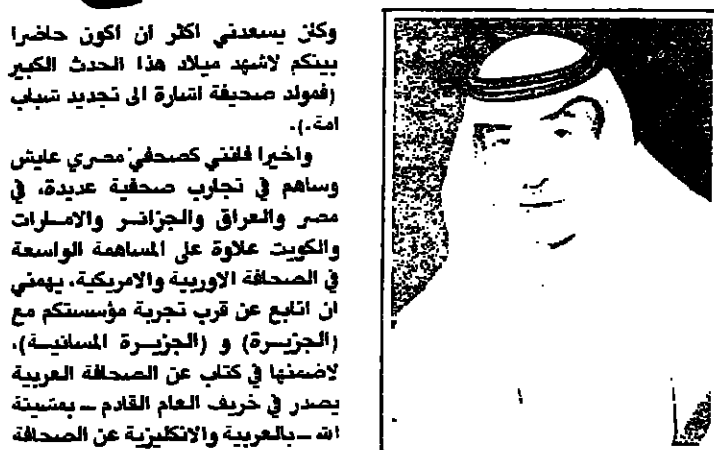 وكان يسعدني اكثر ان اكون حاضرا
بينكم لاشهد ميلاد هذا الحدث الكبير
(فمولد صحيفة اشارة الى تجديد شباب
امة.).
واخيرا فانني كصحفي مصري عايش
وساهم في تجارب صحفية عديدة، في
مصر والعراق والجزائر والامارات
والكويت علاوة على المساهمة الواسعة
في الصحافة الاوربية والامريكية، يهمني
ان اتابع عن قرب تجربة مؤسستكم مع
(الجزيرة) و (الجزيرة المسائية)،
لاضمنها في كتاب عن الصحافة العربية
يصدر في خريف العام القادم ــ بمشيئة
الله ــ بالعربية والانكليزية عن الصحافة